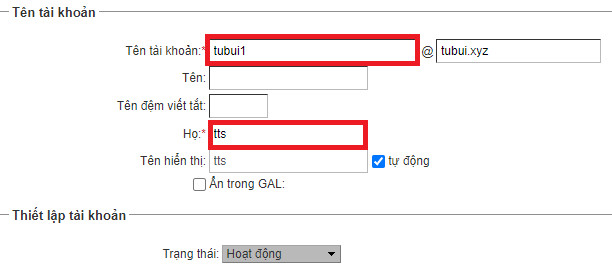 Tên tài khoản
Tên tài khoản:* tubui1 @ tubui.xyz
Tên:
Tên đệm viết tắt:
Họ:* tts
Tên hiển thị: tts tự động
Ẩn trong GAL:
Thiết lập tài khoản
Trạng thái: Hoạt động